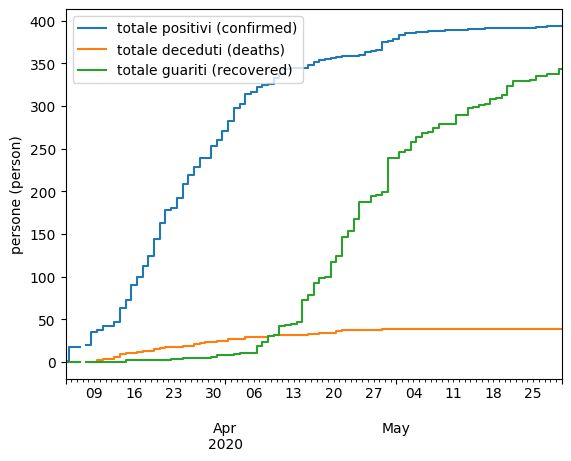 400
350
300
250
200
150
100
50
0
persone (person)
totale positivi (confirmed)
totale deceduti (deaths)
totale guariti (recovered)
09 16 23 30 06 13 20 27 04 11 18 25
Apr May
2020